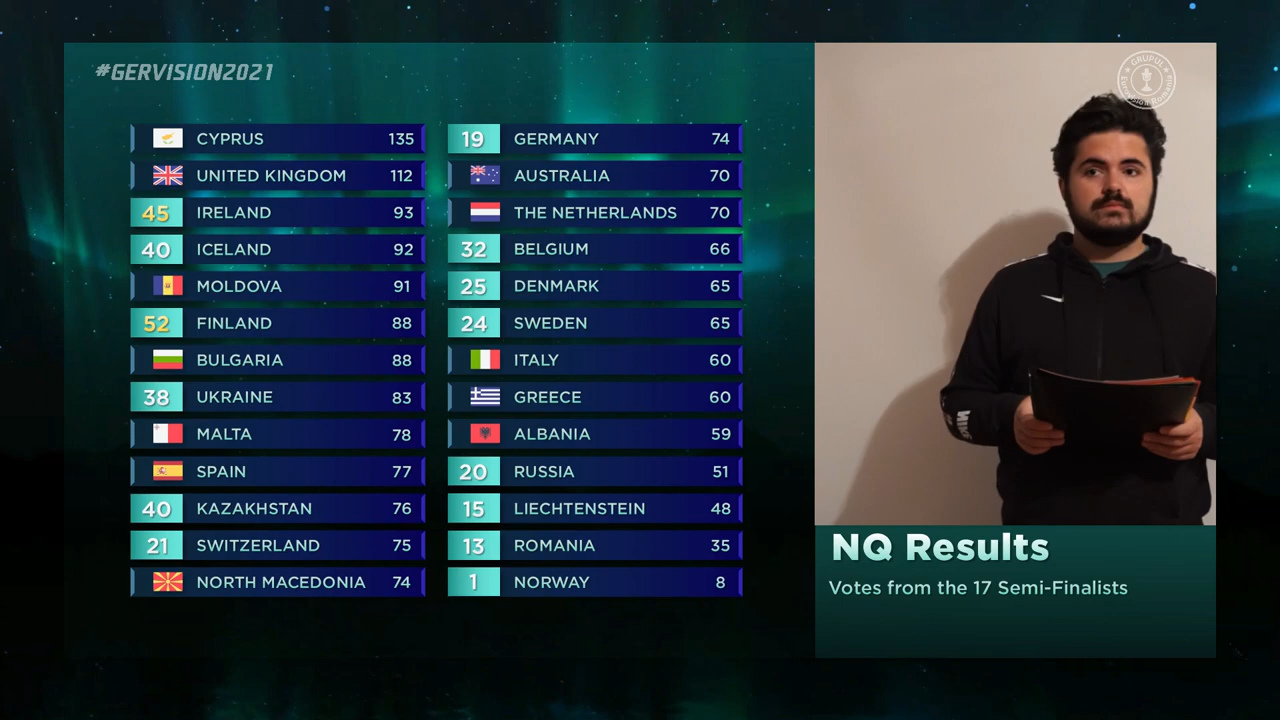 #GERVISION2021
CYPRUS 135
UNITED KINGDOM 112
45 IRELAND 93
40 ICELAND 92
MOLDOVA 91
52 FINLAND 88
BULGARIA 88
38 UKRAINE 83
MALTA 78
SPAIN 77
40 KAZAKHSTAN 76
21 SWITZERLAND 75
NORTH MACEDONIA 74
19 GERMANY 74
AUSTRALIA 70
THE NETHERLANDS 70
32 BELGIUM 66
25 DENMARK 65
24 SWEDEN 65
ITALY 60
GREECE 60
ALBANIA 59
20 RUSSIA 51
15 LIECHTENSTEIN 48
13 ROMANIA 35
1 NORWAY 8
GRUPUL
Eurovision Romania
NIKE
NQ Results
Votes from the 17 Semi-Finalists